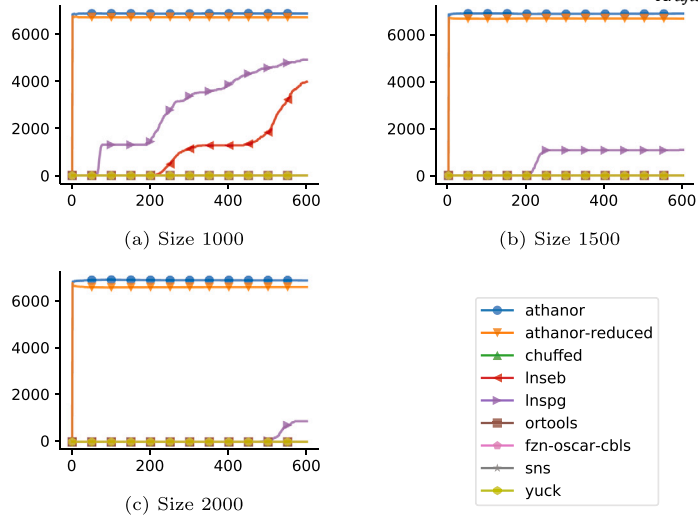 6000
4000
2000
0
0 200 400 600
(a) Size 1000
6000
4000
2000
0
0 200 400 600
(b) Size 1500
6000
4000
2000
0
0 200 400 600
(c) Size 2000
athanor
athanor-reduced
chuffed
lnseb
lnspg
ortools
fzn-oscar-cbls
sns
yuck